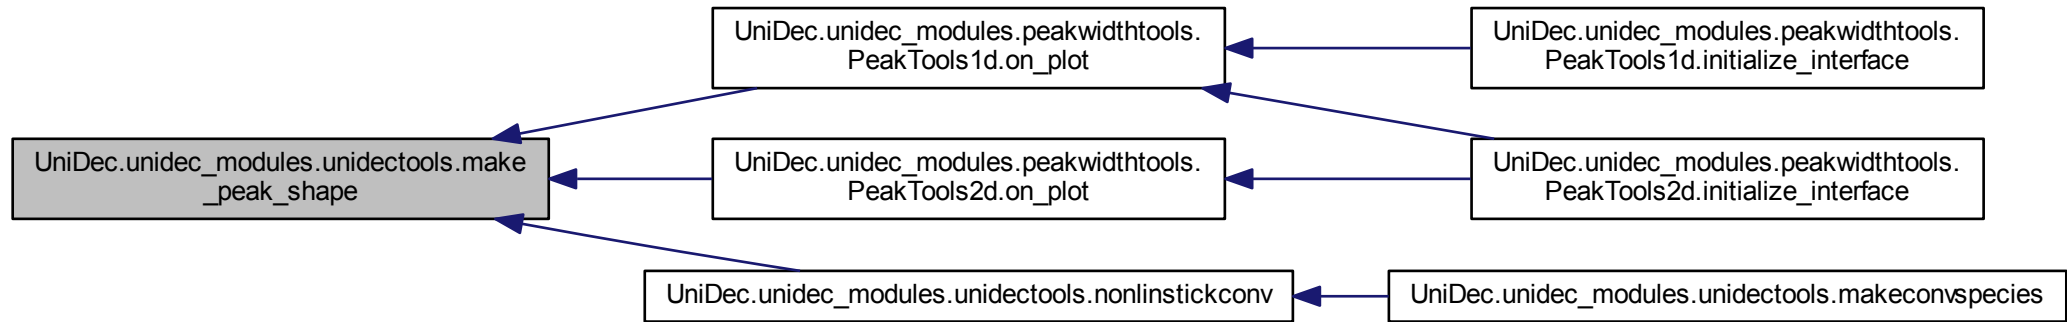 UniDec.unidec_modules.peakwidthtools.
PeakTools1d.on_plot
UniDec.unidec_modules.peakwidthtools.
PeakTools1d.initialize_interface
UniDec.unidec_modules.unidectools.make
_peak_shape
UniDec.unidec_modules.peakwidthtools.
PeakTools2d.on_plot
UniDec.unidec_modules.peakwidthtools.
PeakTools2d.initialize_interface
UniDec.unidec_modules.unidectools.nonlinstickconv
UniDec.unidec_modules.unidectools.makeconvspecies